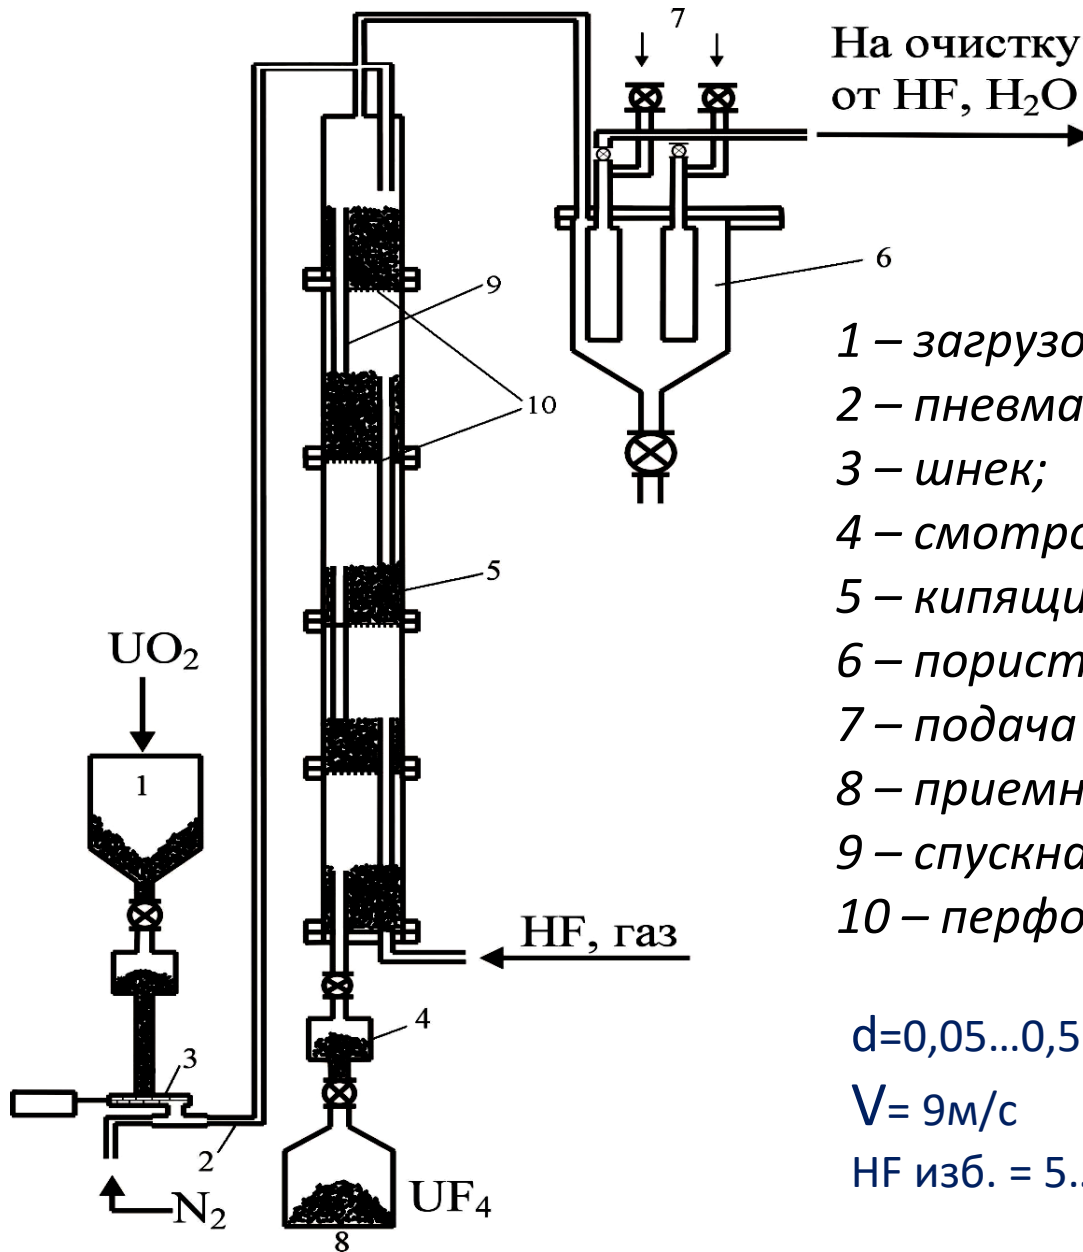 7
На очистку
от HF, H₂O
6
9
10
5
UO₂
1
HF, газ
4
3
2
N₂
UF₄
8
1 – загрузо
2 – пневма
3 – шнек;
4 – смотро
5 – кипящи
6 – порист
7 – подача
8 – приемн
9 – спускна
10 – перфо
d=0,05...0,5
V= 9м/с
HF изб. = 5..